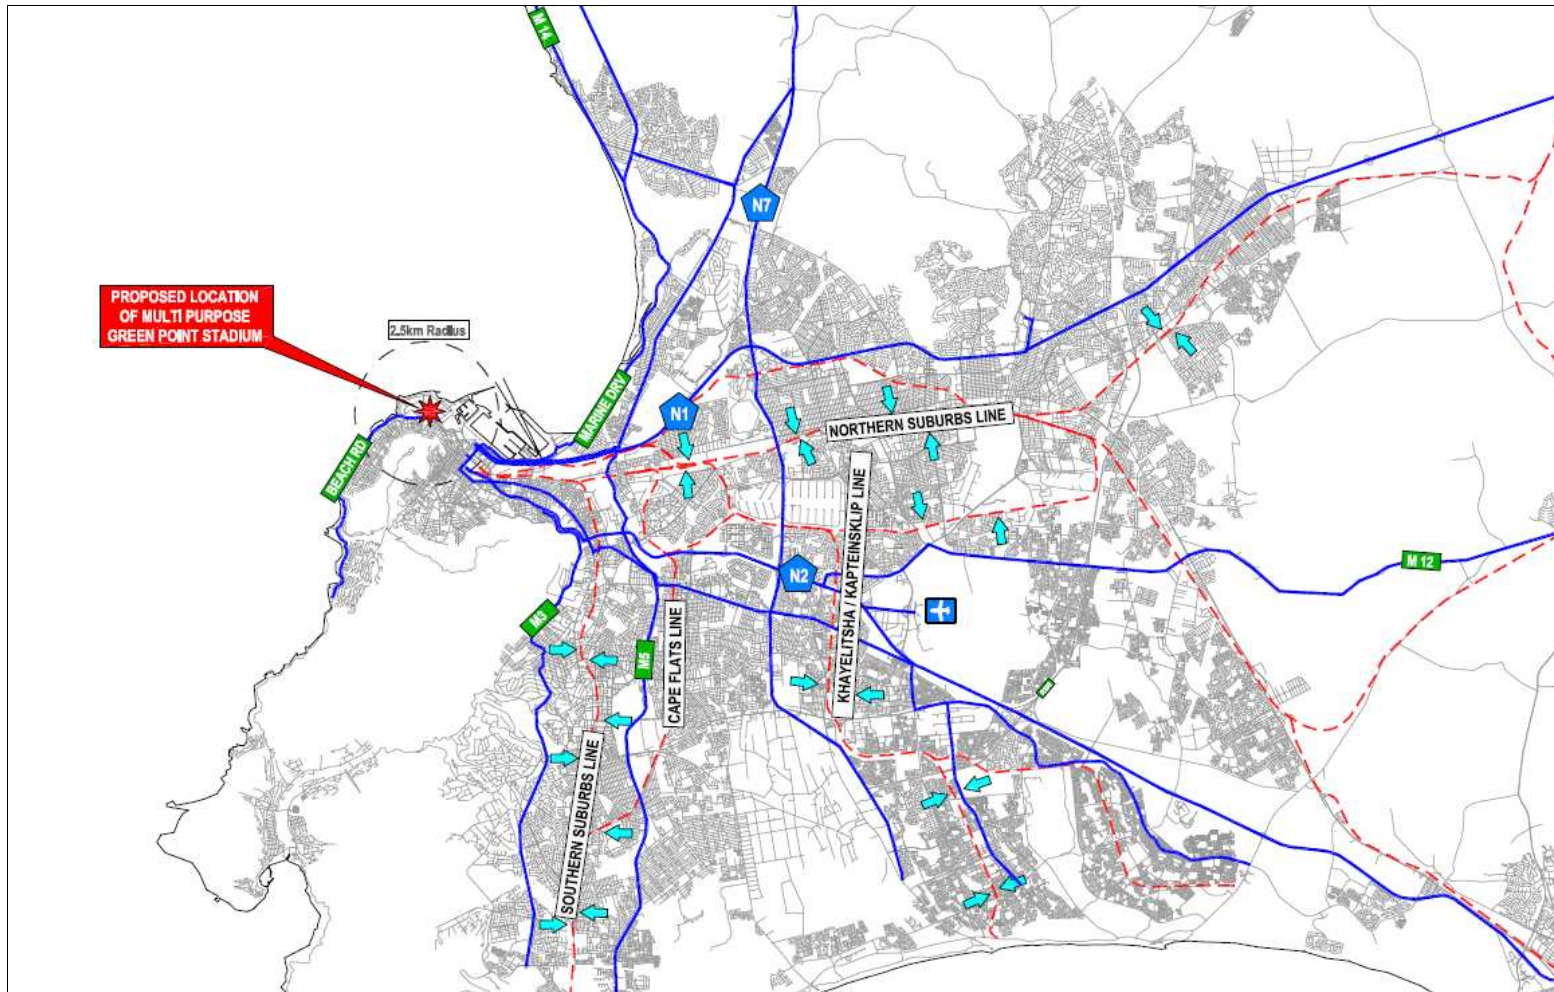 M 14
N7
PROPOSED LOCATION
OF MULTI PURPOSE
GREEN POINT STADIUM
2.5km Radius
MARINE DRV
N1
NORTHERN SUBURBS LINE
BEACH RD
KHAYELITSHA / KAPTEINSKLIP LINE
N2
M 12
M3
M5
CAPE FLATS LINE
SOUTHERN SUBURBS LINE